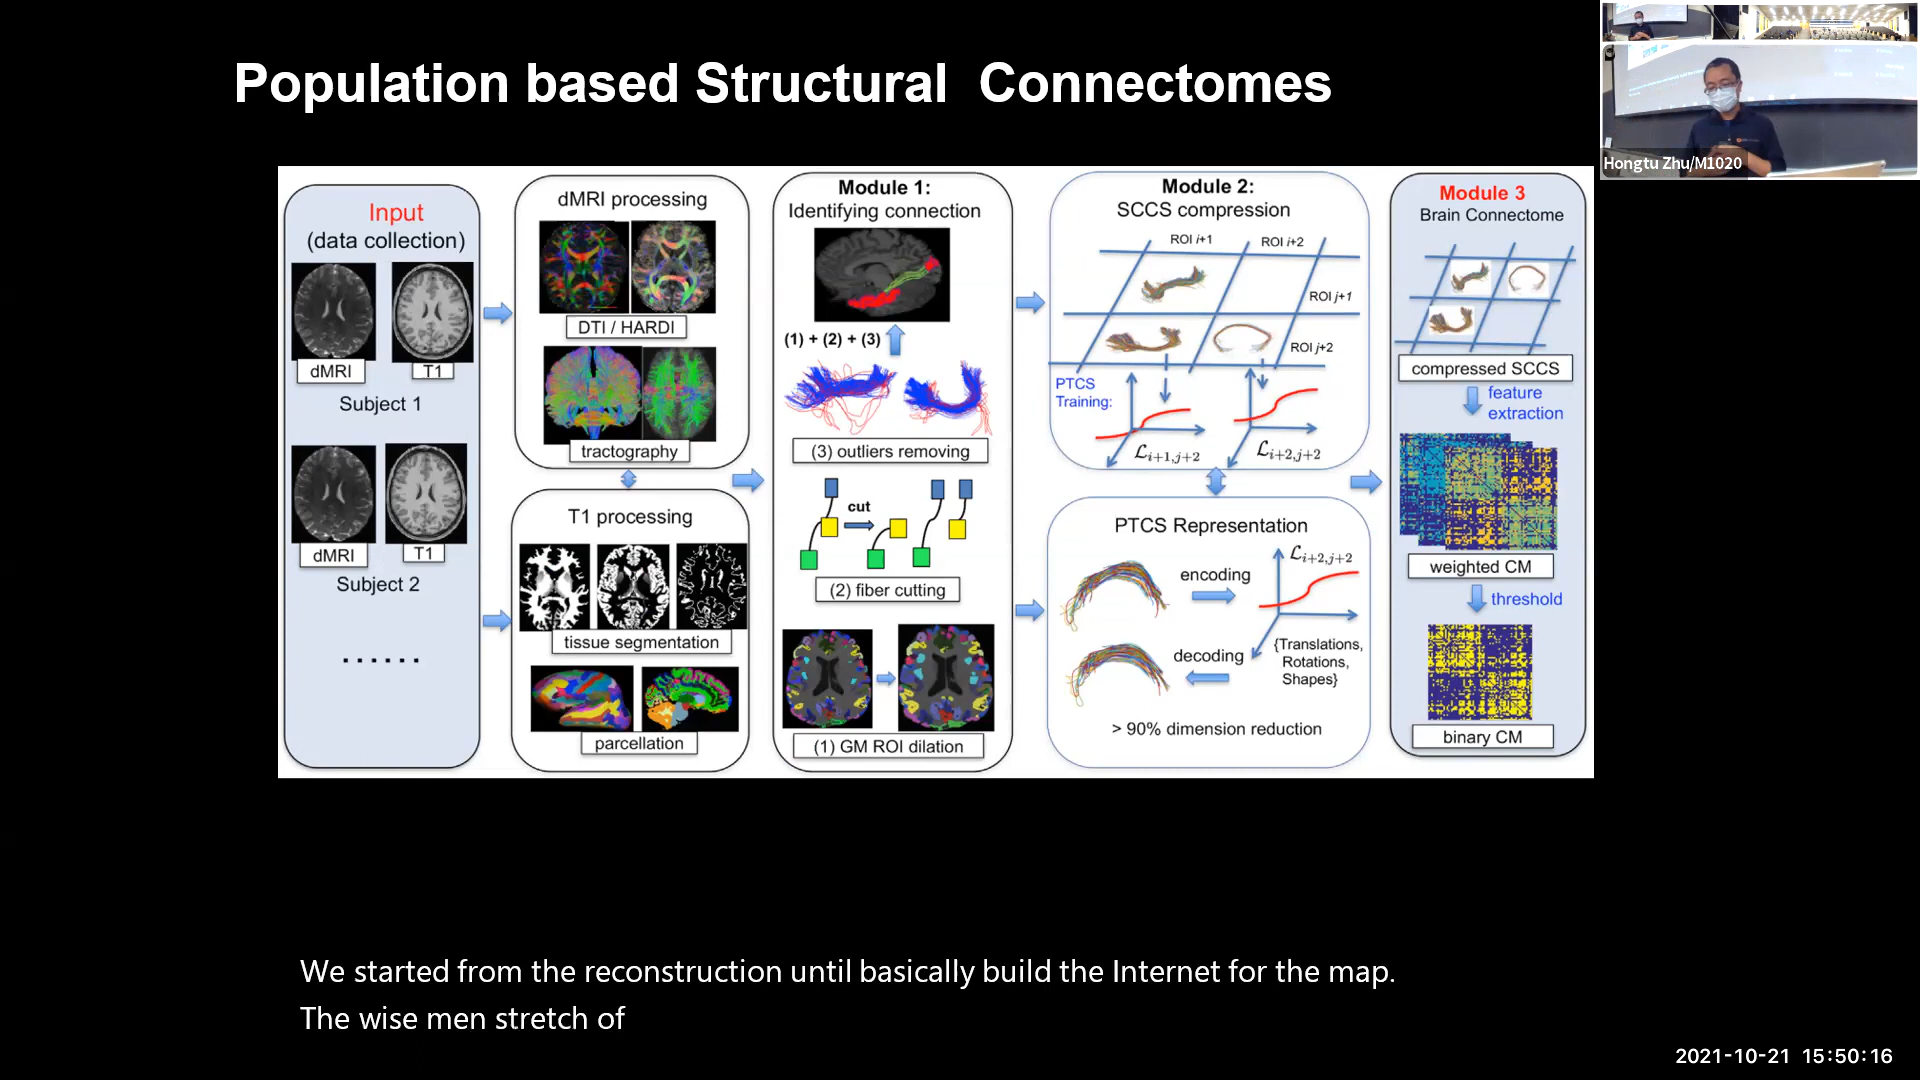 Population based Structural Connectomes
Hongtu Zhu/M1020
Input
(data collection)
dMRI
T1
Subject 1
dMRI
T1
Subject 2
......
dMRI processing
DTI / HARDI
tractography
T1 processing
tissue segmentation
parcellation
Module 1:
Identifying connection
(1) + (2) + (3)
(3) outliers removing
cut
(2) fiber cutting
(1) GM ROI dilation
Module 2:
SCCS compression
ROI i+1
ROI i+2
ROI j+1
ROI j+2
PTCS
Training:
ℒi+1,j+2
ℒi+2,j+2
PTCS Representation
ℒi+2,j+2
encoding
decoding
{Translations,
Rotations,
Shapes}
> 90% dimension reduction
Module 3
Brain Connectome
compressed SCCS
feature
extraction
weighted CM
threshold
binary CM
We started from the reconstruction until basically build the Internet for the map.
The wise men stretch of
2021-10-21 15:50:16